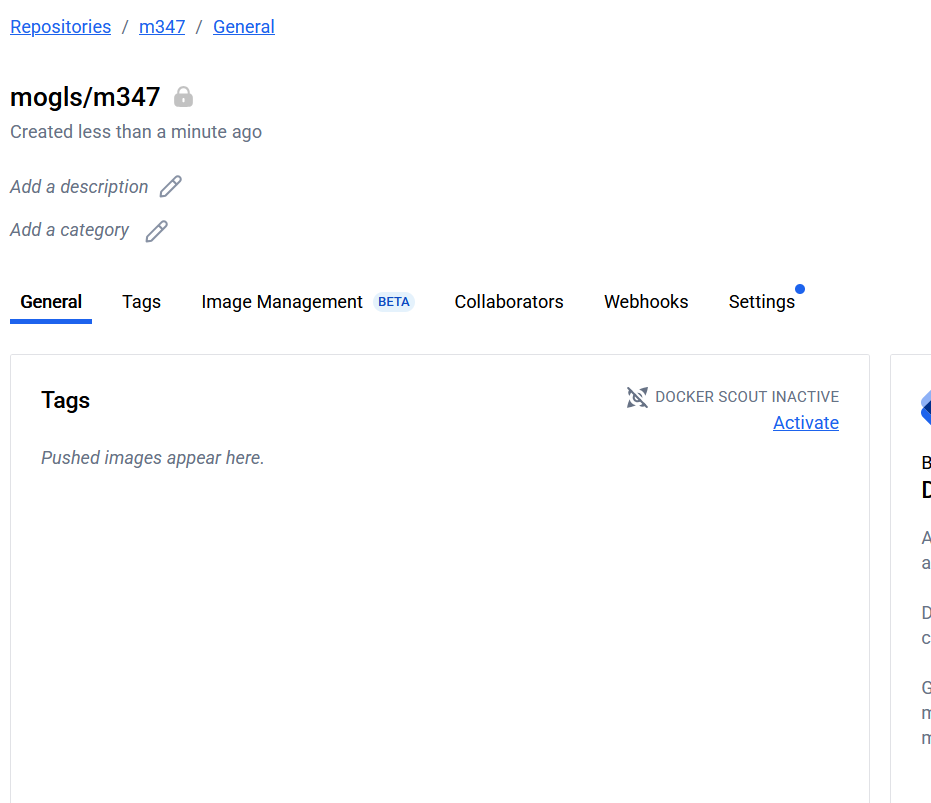 Repositories / m347 / General
mogls/m347
Created less than a minute ago
Add a description
Add a category
General Tags Image Management BETA Collaborators Webhooks Settings
Tags
DOCKER SCOUT INACTIVE
Activate
Pushed images appear here.